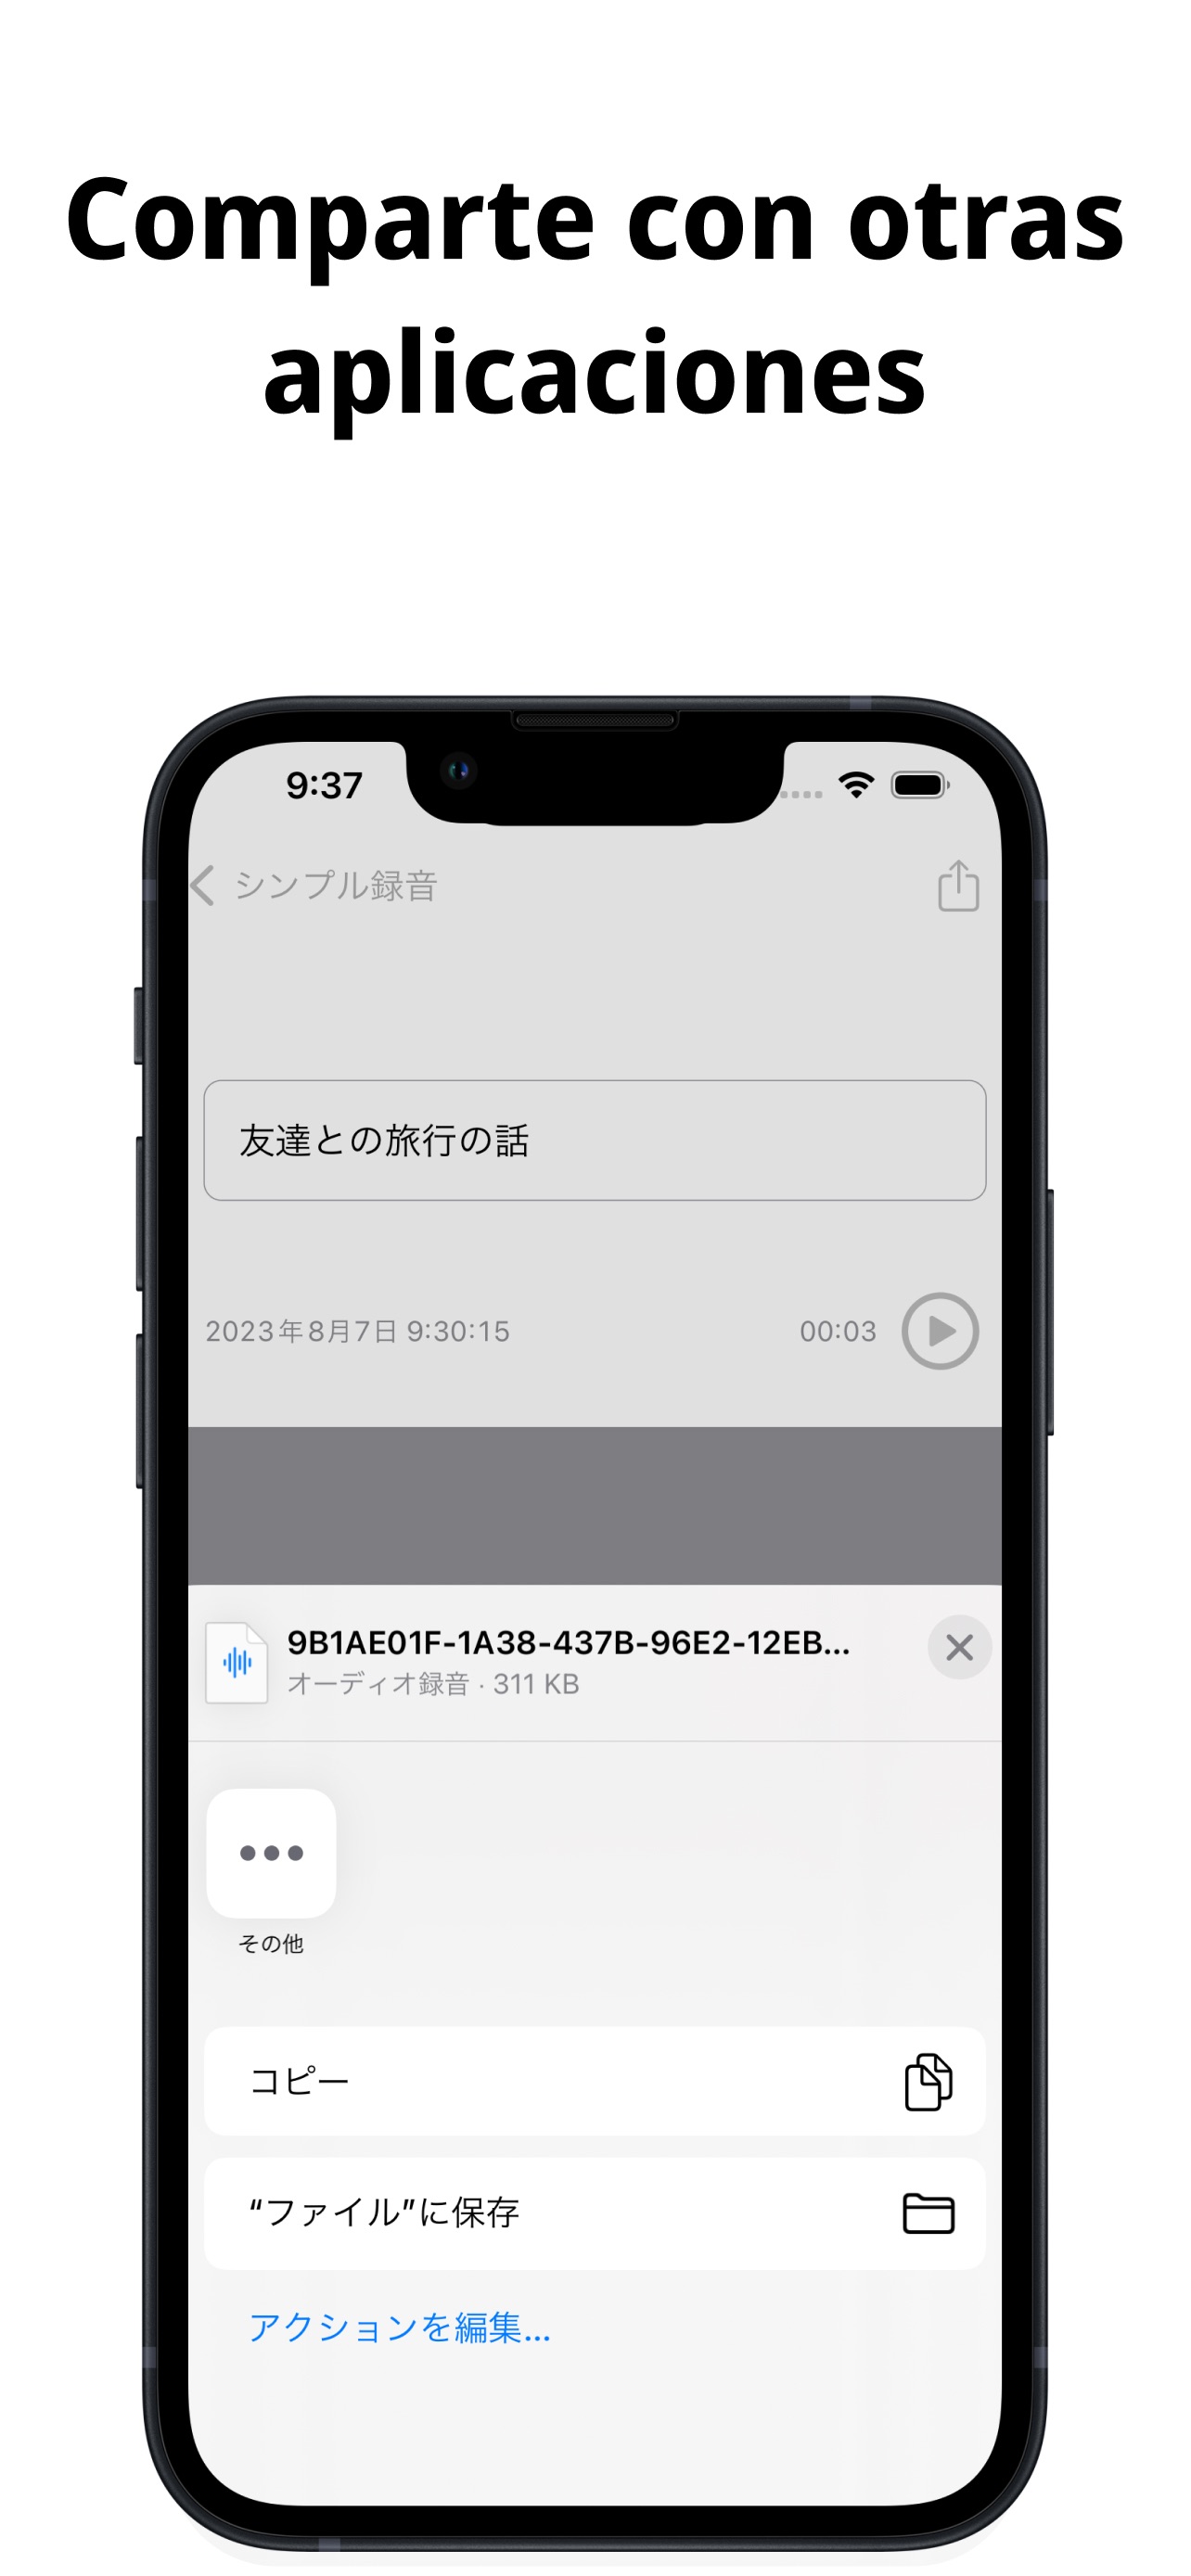 Comparte con otras
aplicaciones
9:37
シンプル録音
友達との旅行の話
2023年8月7日 9:30:15
00:03
9B1AE01F-1A38-437B-96E2-12EB...
オーディオ録音 · 311 KB
その他
コピー
“ファイル”に保存
アクションを編集...